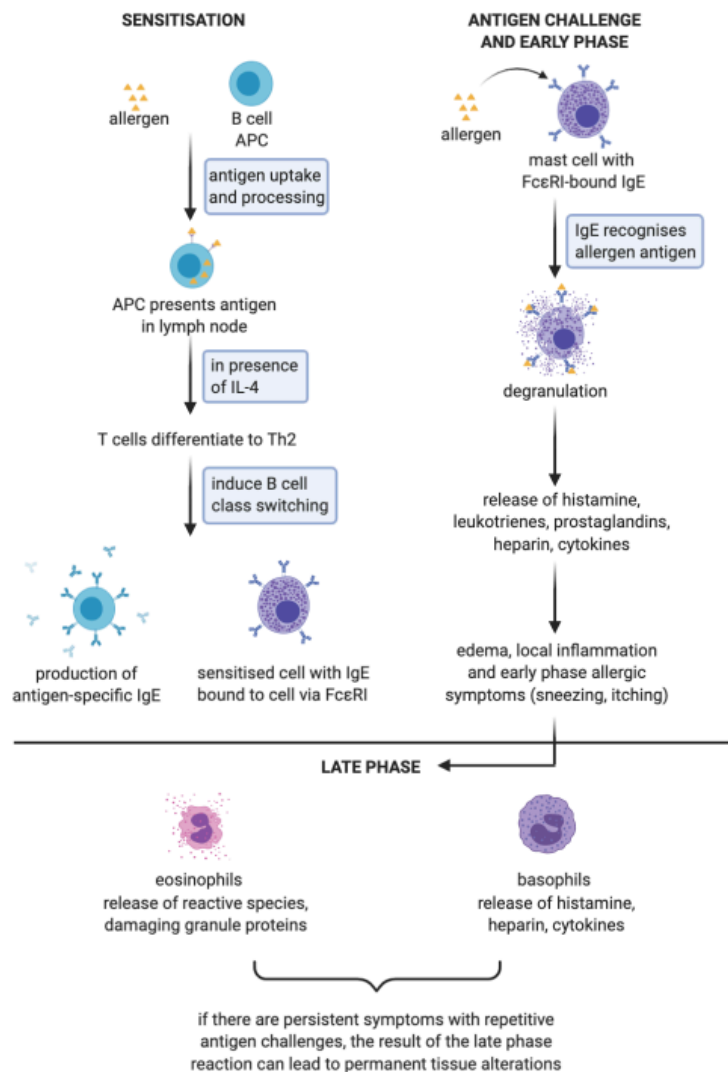 SENSITISATION
allergen
B cell
APC
antigen uptake
and processing
APC presents antigen
in lymph node
in presence
of IL-4
T cells differentiate to Th2
induce B cell
class switching
production of
antigen-specific IgE
sensitised cell with IgE
bound to cell via FcεRI
ANTIGEN CHALLENGE
AND EARLY PHASE
allergen
mast cell with
FcεRI-bound IgE
IgE recognises
allergen antigen
degranulation
release of histamine,
leukotrienes, prostaglandins,
heparin, cytokines
edema, local inflammation
and early phase allergic
symptoms (sneezing, itching)
LATE PHASE
eosinophils
release of reactive species,
damaging granule proteins
basophils
release of histamine,
heparin, cytokines
if there are persistent symptoms with repetitive
antigen challenges, the result of the late phase
reaction can lead to permanent tissue alterations